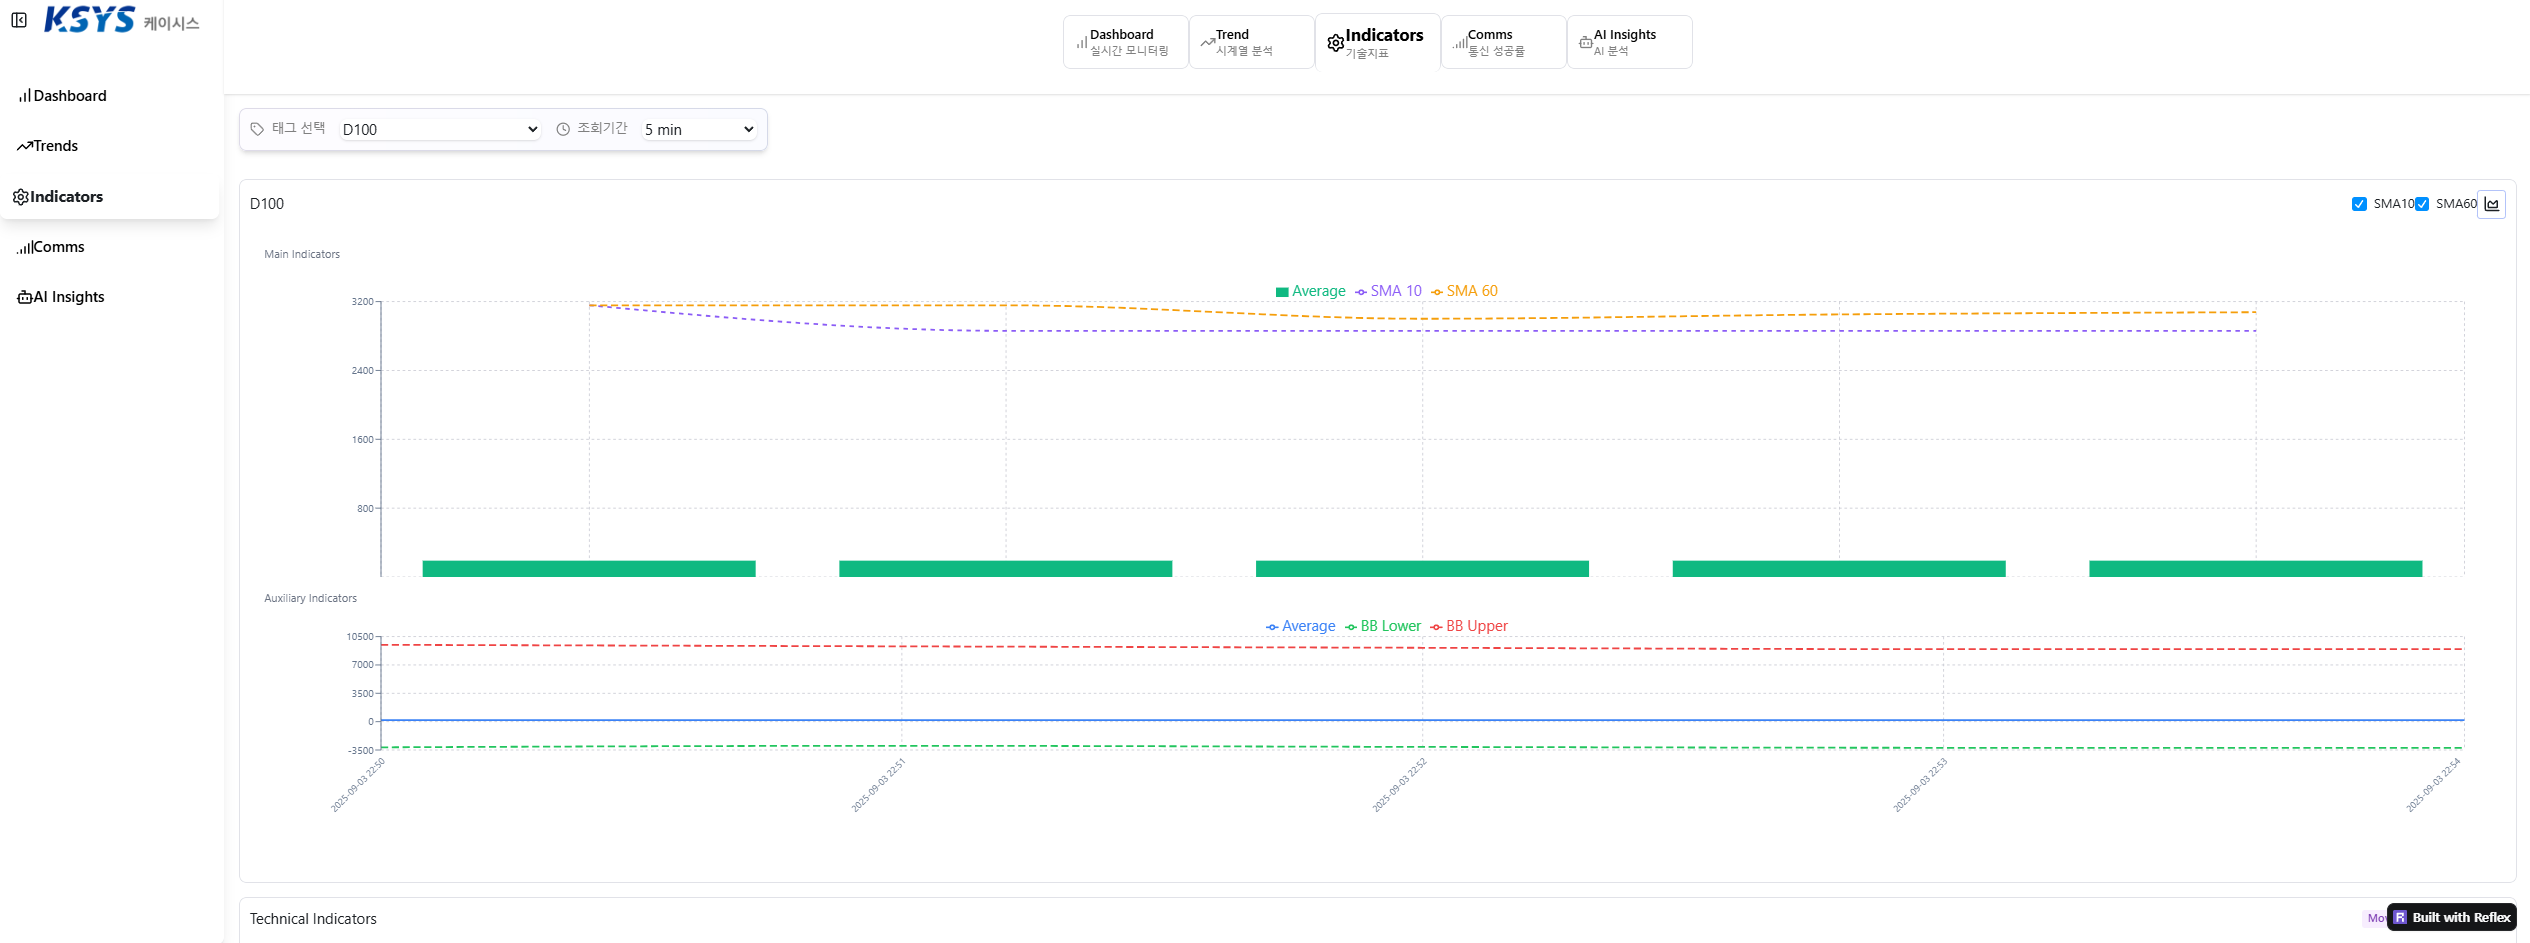 KSYS 케이시스
Dashboard
실시간 모니터링
Trend
시계열 분석
Indicators
기술지표
Comms
통신 성공률
AI Insights
AI 분석
Dashboard
Trends
Indicators
Comms
AI Insights
태그 선택 D100 조회기간 5 min
D100
SMA10 SMA60
Main Indicators
Average SMA 10 SMA 60
3200
2400
1600
800
Auxiliary Indicators
Average BB Lower BB Upper
10500
7000
3500
0
-3500
2025-09-03 22:50
2025-09-03 22:51
2025-09-03 22:52
2025-09-03 22:53
2025-09-03 22:54
Technical Indicators
Built with Reflex